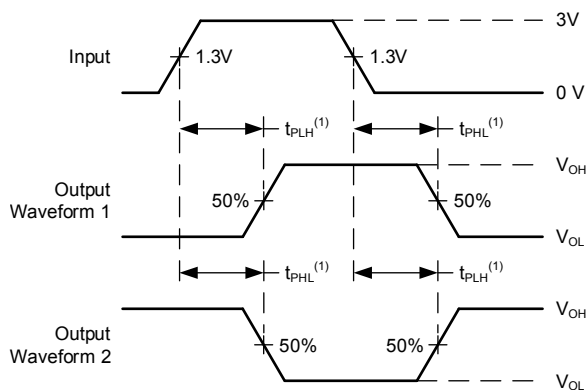 3V
Input
1.3V
1.3V
0 V
tPLH(1)
tPHL(1)
VOH
Output
Waveform 1
50%
50%
VOL
tPHL(1)
tPLH(1)
VOH
Output
Waveform 2
50%
50%
VOL